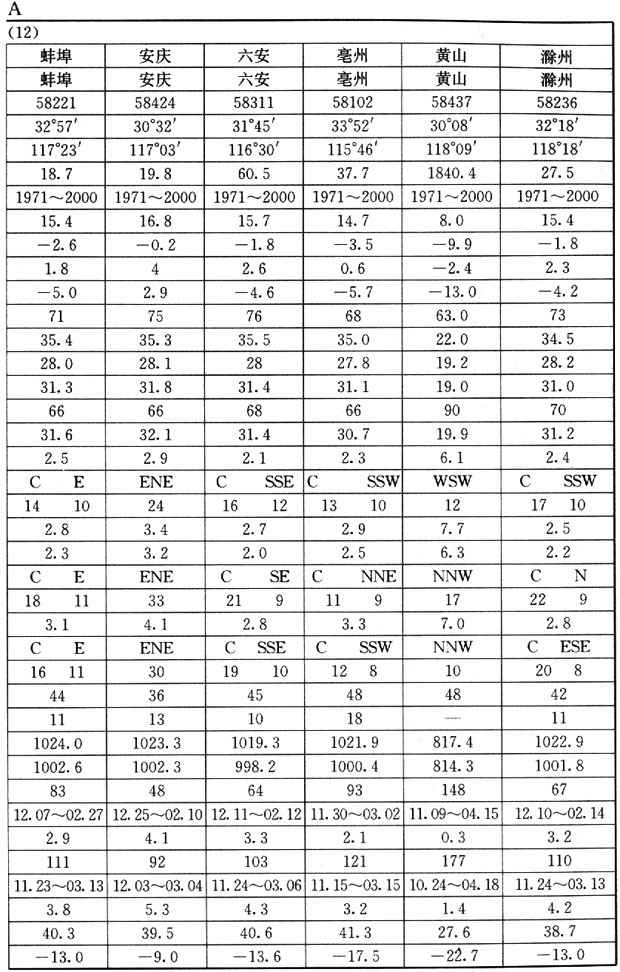 A
(12)
蚌埠 安庆 六安 亳州 黄山 滁州
蚌埠 安庆 六安 亳州 黄山 滁州
58221 58424 58311 58102 58437 58236
32°57′ 30°32′ 31°45′ 33°52′ 30°08′ 32°18′
117°23′ 117°03′ 116°30′ 115°46′ 118°09′ 118°18′
18.7 19.8 60.5 37.7 1840.4 27.5
1971～2000 1971～2000 1971～2000 1971～2000 1971～2000 1971～2000
15.4 16.8 15.7 14.7 8.0 15.4
−2.6 −0.2 −1.8 −3.5 −9.9 −1.8
1.8 4 2.6 0.6 −2.4 2.3
−5.0 2.9 −4.6 −5.7 −13.0 −4.2
71 75 76 68 63.0 73
35.4 35.3 35.5 35.0 22.0 34.5
28.0 28.1 28 27.8 19.2 28.2
31.3 31.8 31.4 31.1 19.0 31.0
66 66 68 66 90 70
31.6 32.1 31.4 30.7 19.9 31.2
2.5 2.9 2.1 2.3 6.1 2.4
C E ENE C SSE C SSW WSW C SSW
14 10 24 16 12 13 10 12 17 10
2.8 3.4 2.7 2.9 7.7 2.5
2.3 3.2 2.0 2.5 6.3 2.2
C E ENE C SE C NNE NNW C N
18 11 33 21 9 11 9 17 22 9
3.1 4.1 2.8 3.3 7.0 2.8
C E ENE C SSE C SSW NNW C ESE
16 11 30 19 10 12 8 10 20 8
44 36 45 48 48 42
11 13 10 18 — 11
1024.0 1023.3 1019.3 1021.9 817.4 1022.9
1002.6 1002.3 998.2 1000.4 814.3 1001.8
83 48 64 93 148 67
12.07～02.27 12.25～02.10 12.11～02.12 11.30～03.02 11.09～04.15 12.10～02.14
2.9 4.1 3.3 2.1 0.3 3.2
111 92 103 121 177 110
11.23～03.13 12.03～03.04 11.24～03.06 11.15～03.15 10.24～04.18 11.24～03.13
3.8 5.3 4.3 3.2 1.4 4.2
40.3 39.5 40.6 41.3 27.6 38.7
−13.0 −9.0 −13.6 −17.5 −22.7 −13.0